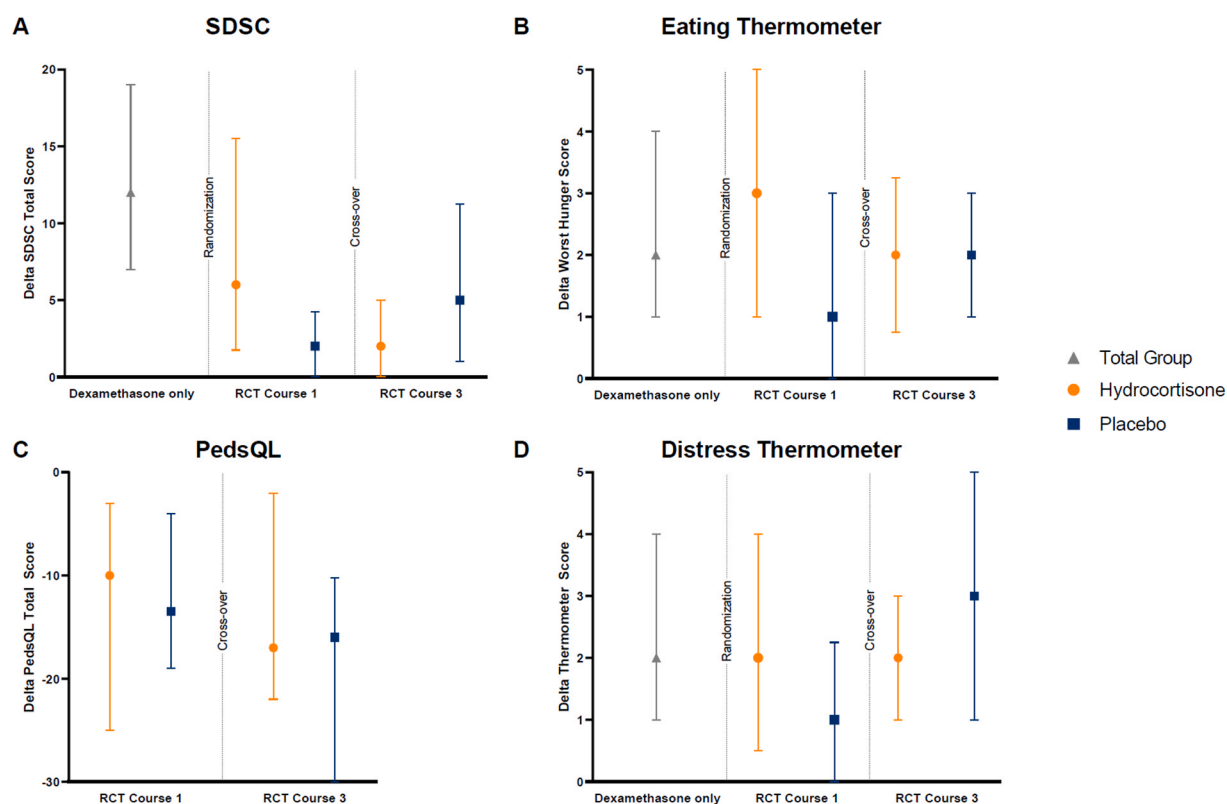 A
SDSC
Delta SDSC Total Score
20
15
10
5
0
Randomization
Cross-over
Dexamethasone only
RCT Course 1
RCT Course 3
B
Eating Thermometer
Delta Worst Hunger Score
5
4
3
2
1
0
Randomization
Cross-over
Dexamethasone only
RCT Course 1
RCT Course 3
Total Group
Hydrocortisone
Placebo
C
PedsQL
Delta PedsQL Total Score
0
-10
-20
-30
Cross-over
RCT Course 1
RCT Course 3
D
Distress Thermometer
Delta Thermometer Score
5
4
3
2
1
0
Randomization
Cross-over
Dexamethasone only
RCT Course 1
RCT Course 3